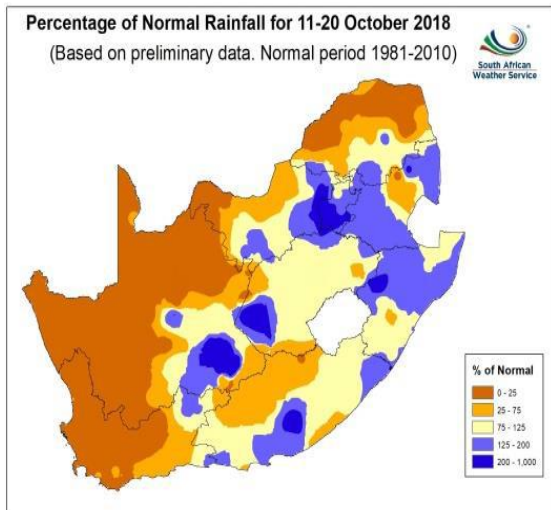 Percentage of Normal Rainfall for 11-20 October 2018
(Based on preliminary data. Normal period 1981-2010)
South African
Weather Service
% of Normal
0 - 25
25 - 75
75 - 125
125 - 200
200 - 1,000